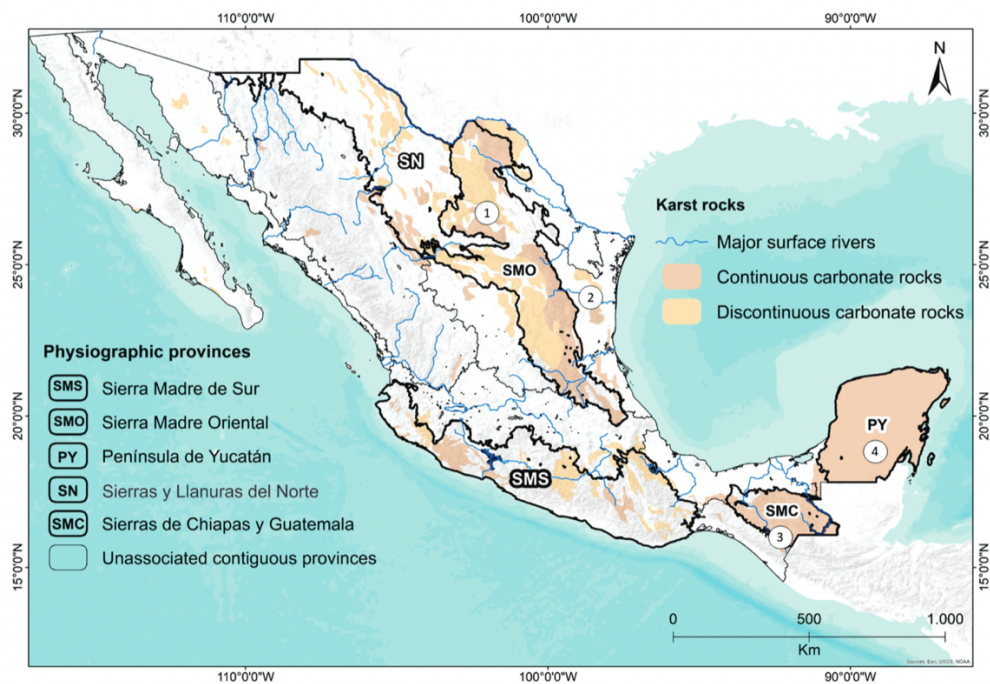 110°0'0"W
100°0'0"W
90°0'0"W
N
30°0'0"N
30°0'0"N
SN
1
Karst rocks
Major surface rivers
25°0'0"N
SMO
25°0'0"N
Continuous carbonate rocks
2
Discontinuous carbonate rocks
Physiographic provinces
SMS
Sierra Madre de Sur
SMO
Sierra Madre Oriental
20°0'0"N
20°0'0"N
PY
4
PY
Península de Yucatán
SN
Sierras y Llanuras del Norte
SMS
SMC
Sierras de Chiapas y Guatemala
SMC
3
Unassociated contiguous provinces
15°0'0"N
15°0'0"N
0
500
1.000
Km
Sources: Esri, USGS, NOAA
110°0'0"W
100°0'0"W
90°0'0"W